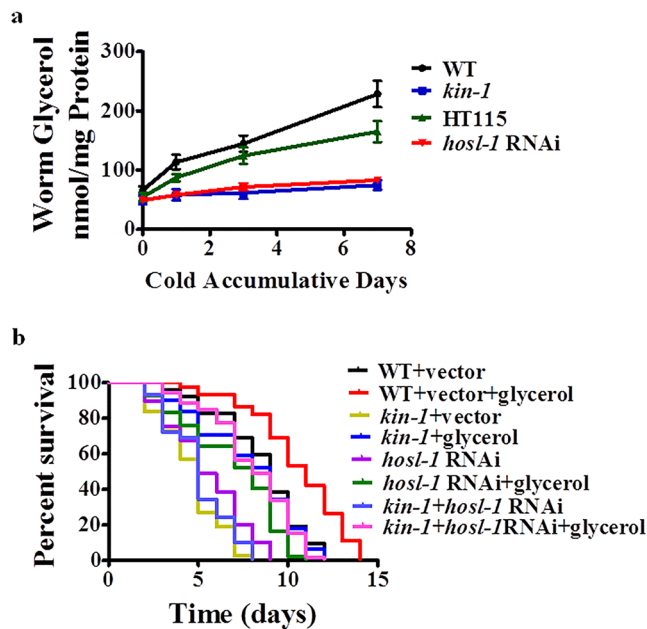 a
300
200
100
0
Worm Glycerol
nmol/mg Protein
0 2 4 6 8
Cold Accumulative Days
WT
kin-1
HT115
hosl-1 RNAi
b
100
80
60
40
20
0
Percent survival
0 5 10 15
Time (days)
WT+vector
WT+vector+glycerol
kin-1+vector
kin-1+glycerol
hosl-1 RNAi
hosl-1 RNAi+glycerol
kin-1+hosl-1 RNAi
kin-1+hosl-1RNAi+glycerol